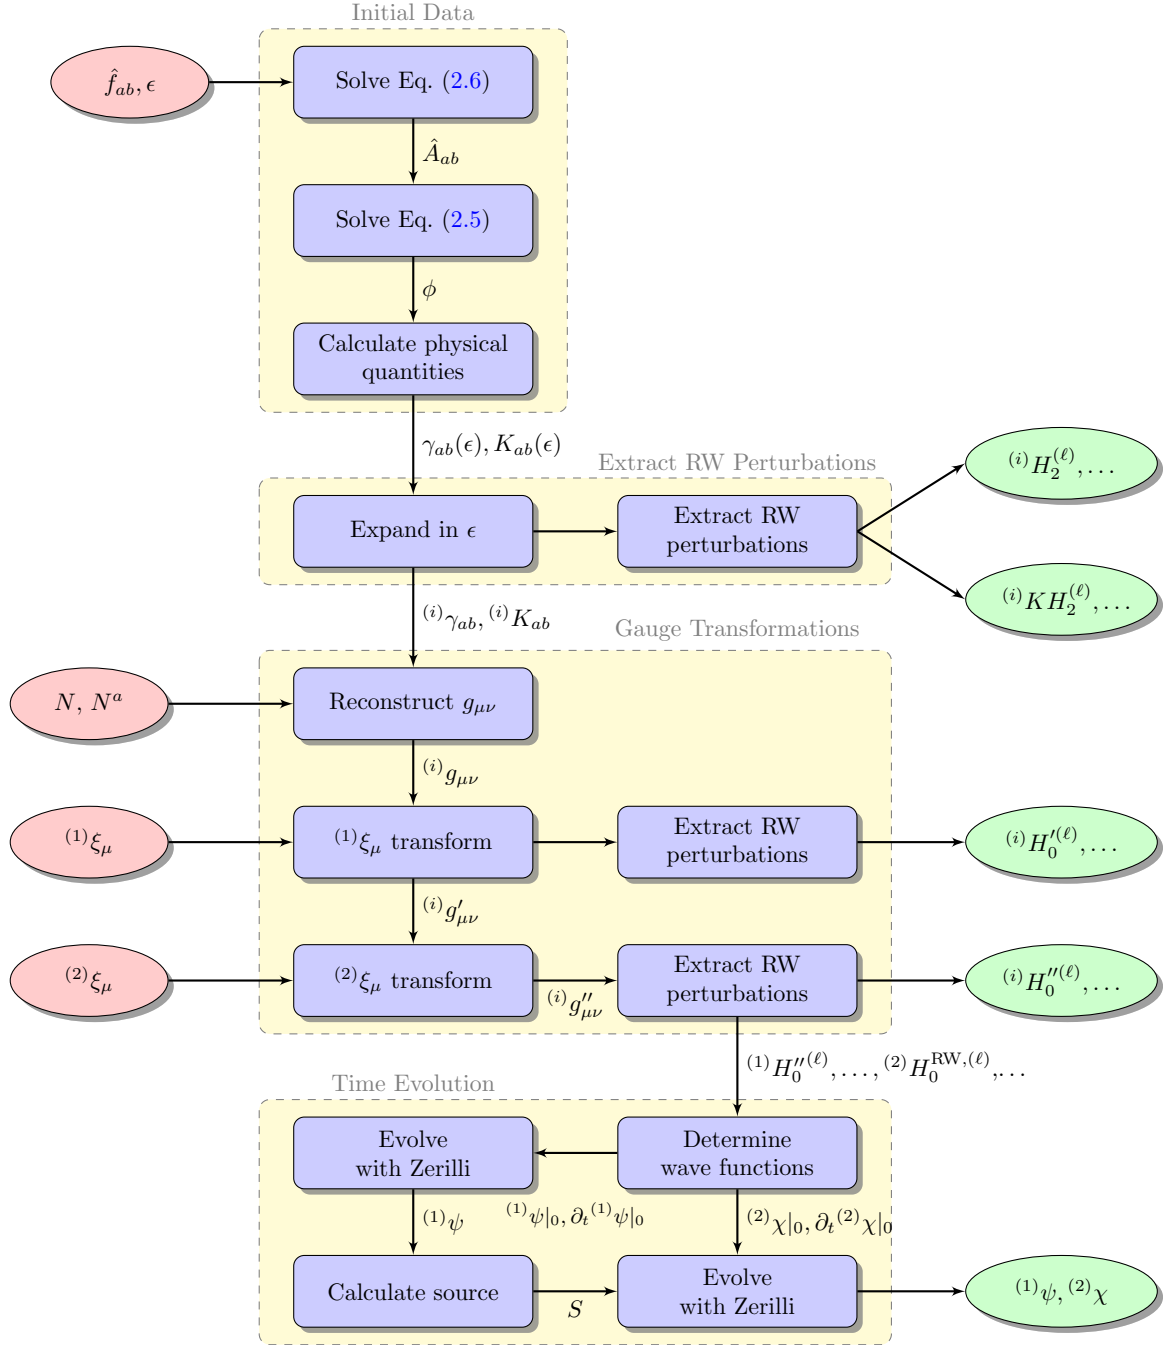 Initial Data
f̂_ab, ϵ
Solve Eq. (2.6)
Â_ab
Solve Eq. (2.5)
ϕ
Calculate physical
quantities
γ_ab(ϵ), K_ab(ϵ)
Extract RW Perturbations
Expand in ϵ
Extract RW
perturbations
^(i)H_2^(ℓ), …
^(i)KH_2^(ℓ), …
^(i)γ_ab, ^(i)K_ab
Gauge Transformations
N, N^a
Reconstruct g_μν
^(i)g_μν
^(1)ξ_μ
^(1)ξ_μ transform
Extract RW
perturbations
^(i)H_0′^(ℓ), …
^(i)g′_μν
^(2)ξ_μ
^(2)ξ_μ transform
^(i)g″_μν
Extract RW
perturbations
^(i)H_0″^(ℓ), …
^(1)H_0″^(ℓ), …, ^(2)H_0^RW,(ℓ), …
Time Evolution
Evolve
with Zerilli
Determine
wave functions
^(1)ψ
^(1)ψ|_0, ∂_t^(1)ψ|_0
^(2)χ|_0, ∂_t^(2)χ|_0
Calculate source
S
Evolve
with Zerilli
^(1)ψ, ^(2)χ